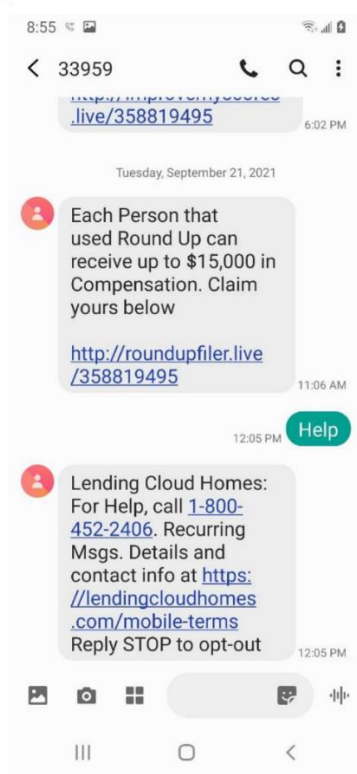 8:55
33959
.live/358819495
6:02 PM
Tuesday, September 21, 2021
Each Person that
used Round Up can
receive up to $15,000 in
Compensation. Claim
yours below
http://roundupfiler.live
/358819495
11:06 AM
Help
12:05 PM
Lending Cloud Homes:
For Help, call 1-800-
452-2406. Recurring
Msgs. Details and
contact info at https:
//lendingcloudhomes
.com/mobile-terms
Reply STOP to opt-out
12:05 PM